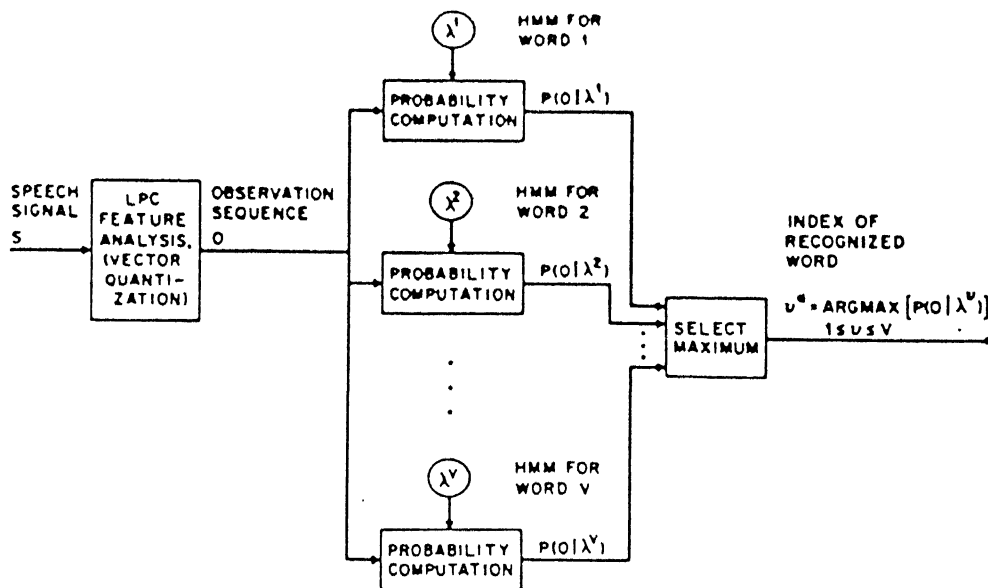 λ¹
HMM FOR
WORD 1
PROBABILITY
COMPUTATION
P(O|λ¹)
SPEECH
SIGNAL
S
LPC
FEATURE
ANALYSIS,
(VECTOR
QUANTI-
ZATION)
OBSERVATION
SEQUENCE
O
λ²
HMM FOR
WORD 2
PROBABILITY
COMPUTATION
P(O|λ²)
SELECT
MAXIMUM
INDEX OF
RECOGNIZED
WORD
υ* = ARGMAX [P(O|λᵛ)]
1 ≤ υ ≤ V
λⱽ
HMM FOR
WORD V
PROBABILITY
COMPUTATION
P(O|λⱽ)